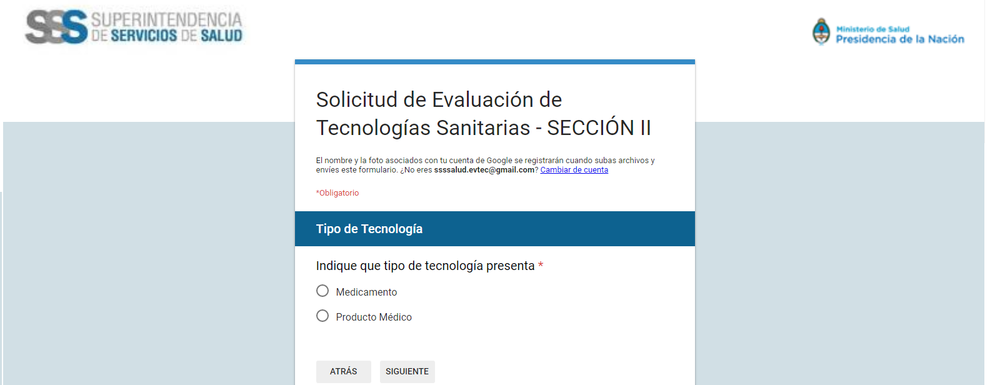 SSS SUPERINTENDENCIA
DE SERVICIOS DE SALUD
Ministerio de Salud
Presidencia de la Nación
Solicitud de Evaluación de
Tecnologías Sanitarias - SECCIÓN II
El nombre y la foto asociados con tu cuenta de Google se registrarán cuando subas archivos y
envíes este formulario. ¿No eres ssssalud.evtec@gmail.com? Cambiar de cuenta
*Obligatorio
Tipo de Tecnología
Indique que tipo de tecnología presenta *
Medicamento
Producto Médico
ATRÁS SIGUIENTE